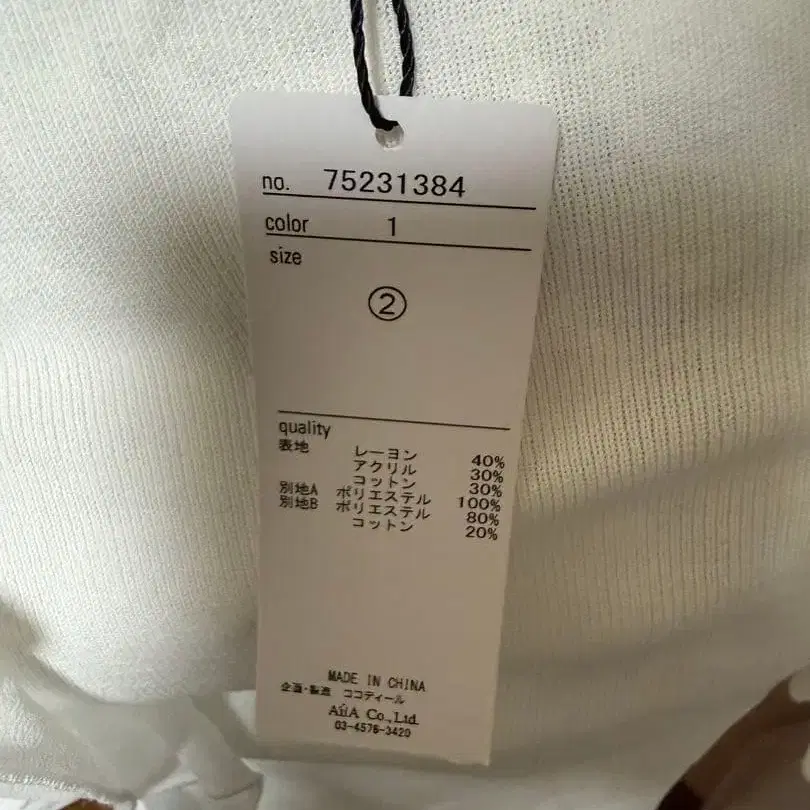 no. 75231384
color 1
size
②
quality
表地 レーヨン 40%
アクリル 30%
コットン 30%
別地A ポリエステル 100%
別地B ポリエステル 80%
コットン 20%
MADE IN CHINA
企画・製造 ココディール
AiiA Co.,Ltd.
03-4576-3420